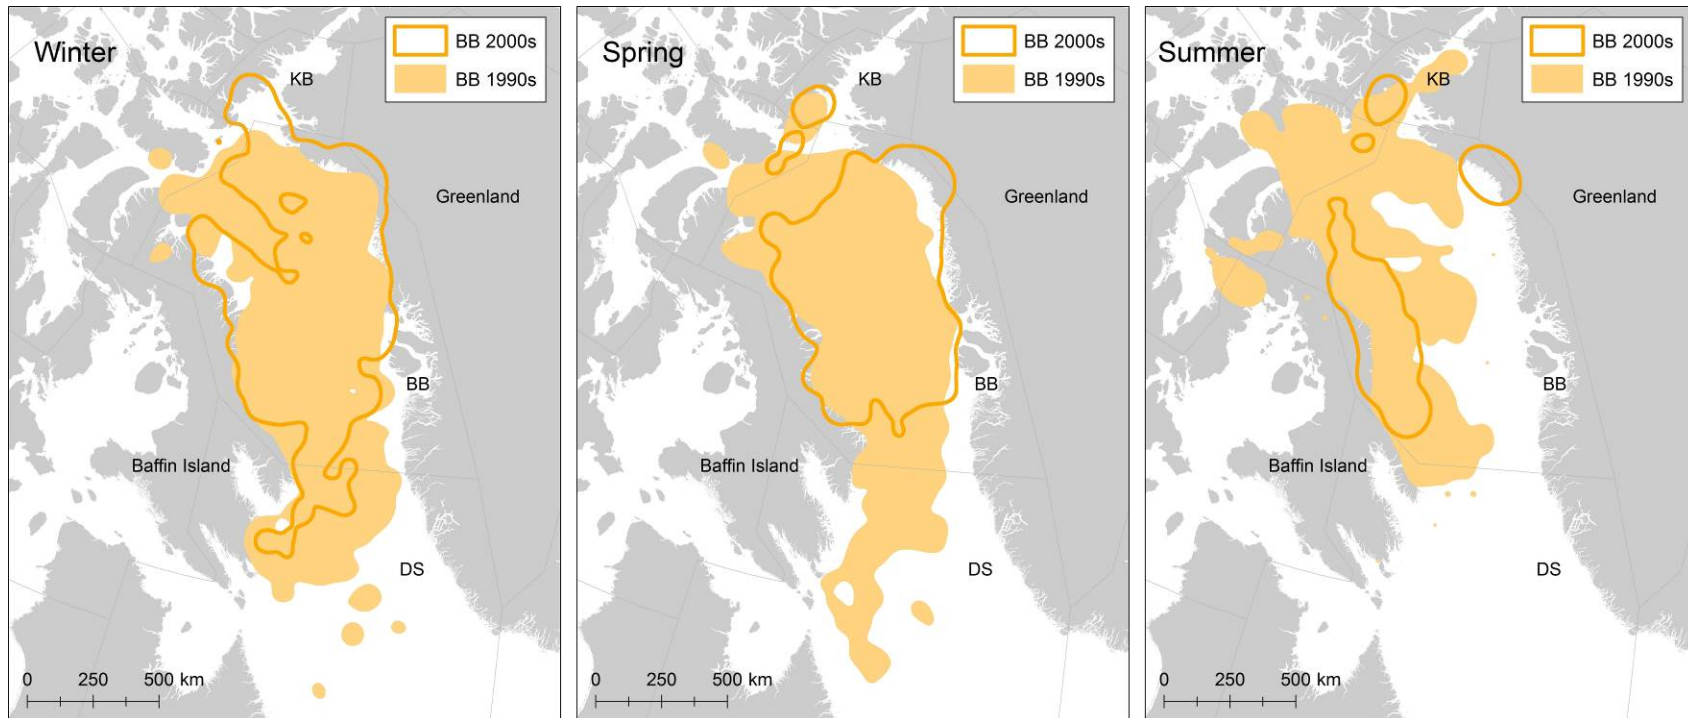 Winter
BB 2000s
BB 1990s
KB
Greenland
BB
Baffin Island
DS
0 250 500 km
Spring
BB 2000s
BB 1990s
KB
Greenland
BB
Baffin Island
DS
0 250 500 km
Summer
BB 2000s
BB 1990s
KB
Greenland
BB
Baffin Island
DS
0 250 500 km